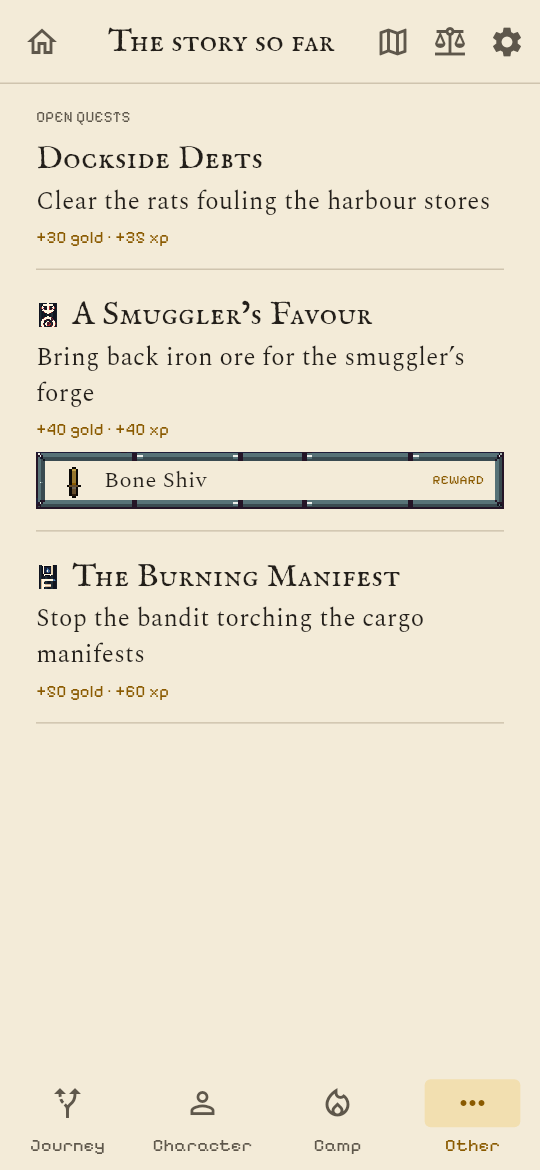 The story so far
OPEN QUESTS
Dockside Debts
Clear the rats fouling the harbour stores
+30 gold · +38 xp
A Smuggler's Favour
Bring back iron ore for the smuggler's
forge
+40 gold · +40 xp
Bone Shiv
REWARD
The Burning Manifest
Stop the bandit torching the cargo
manifests
+80 gold · +60 xp
Journey
Character
Camp
Other